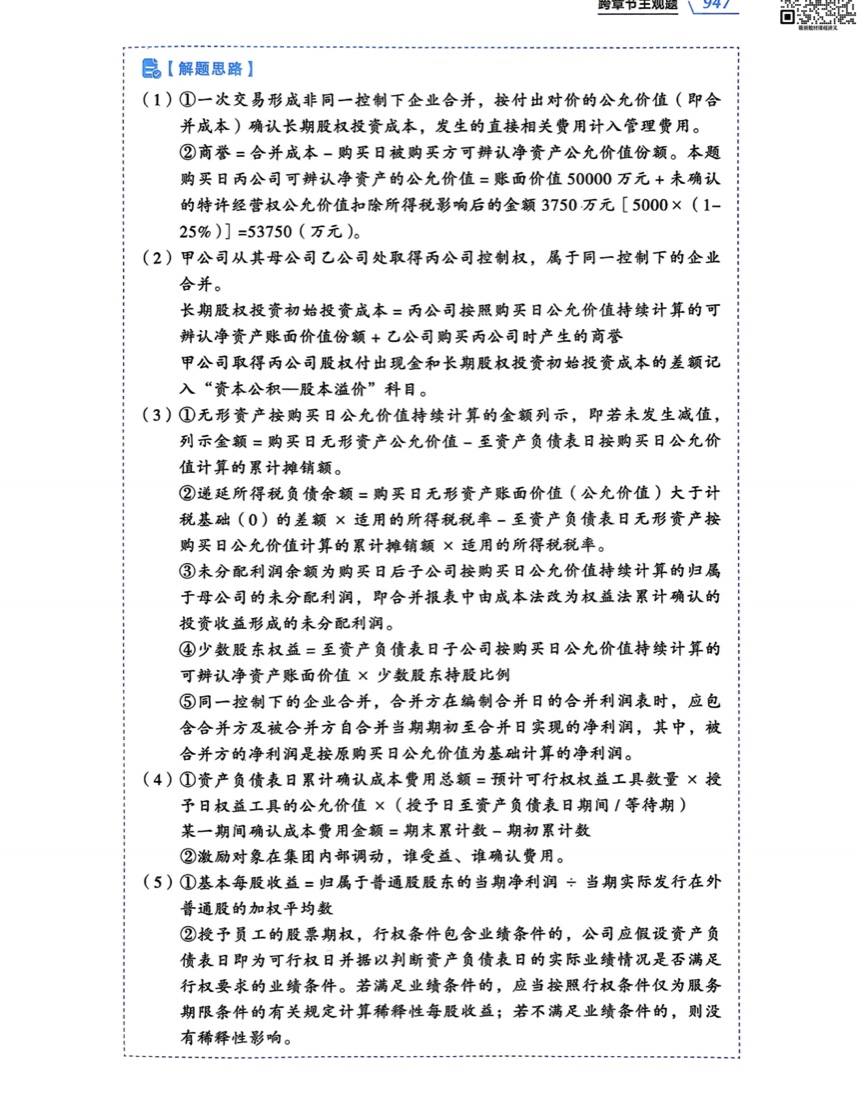 跨章节主观题 947
【解题思路】
（1）①一次交易形成非同一控制下企业合并，按付出对价的公允价值（即合
并成本）确认长期股权投资成本，发生的直接相关费用计入管理费用。
②商誉=合并成本-购买日被购买方可辨认净资产公允价值份额。本题
购买日丙公司可辨认净资产的公允价值=账面价值50000万元+未确认
的特许经营权公允价值扣除所得税影响后的金额3750万元［5000×（1-
25%）］=53750（万元）。
（2）甲公司从其母公司乙公司处取得丙公司控制权，属于同一控制下的企业
合并。
长期股权投资初始投资成本=丙公司按照购买日公允价值持续计算的可
辨认净资产账面价值份额+乙公司购买丙公司时产生的商誉
甲公司取得丙公司股权付出现金和长期股权投资初始投资成本的差额记
入“资本公积—股本溢价”科目。
（3）①无形资产按购买日公允价值持续计算的金额列示，即若未发生减值，
列示金额=购买日无形资产公允价值-至资产负债表日按购买日公允价
值计算的累计摊销额。
②递延所得税负债余额=购买日无形资产账面价值（公允价值）大于计
税基础（0）的差额×适用的所得税税率-至资产负债表日无形资产按
购买日公允价值计算的累计摊销额×适用的所得税税率。
③未分配利润余额为购买日后子公司按购买日公允价值持续计算的归属
于母公司的未分配利润，即合并报表中由成本法改为权益法累计确认的
投资收益形成的未分配利润。
④少数股东权益=至资产负债表日子公司按购买日公允价值持续计算的
可辨认净资产账面价值×少数股东持股比例
⑤同一控制下的企业合并，合并方在编制合并日的合并利润表时，应包
含合并方及被合并方自合并当期期初至合并日实现的净利润，其中，被
合并方的净利润是按原购买日公允价值为基础计算的净利润。
（4）①资产负债表日累计确认成本费用总额=预计可行权权益工具数量×授
予日权益工具的公允价值×（授予日至资产负债表日期间/等待期）
某一期间确认成本费用金额=期末累计数-期初累计数
②激励对象在集团内部调动，谁受益、谁确认费用。
（5）①基本每股收益=归属于普通股股东的当期净利润÷当期实际发行在外
普通股的加权平均数
②授予员工的股票期权，行权条件包含业绩条件的，公司应假设资产负
债表日即为可行权日并据以判断资产负债表日的实际业绩情况是否满足
行权要求的业绩条件。若满足业绩条件的，应当按照行权条件仅为服务
期限条件的有关规定计算稀释性每股收益；若不满足业绩条件的，则没
有稀释性影响。